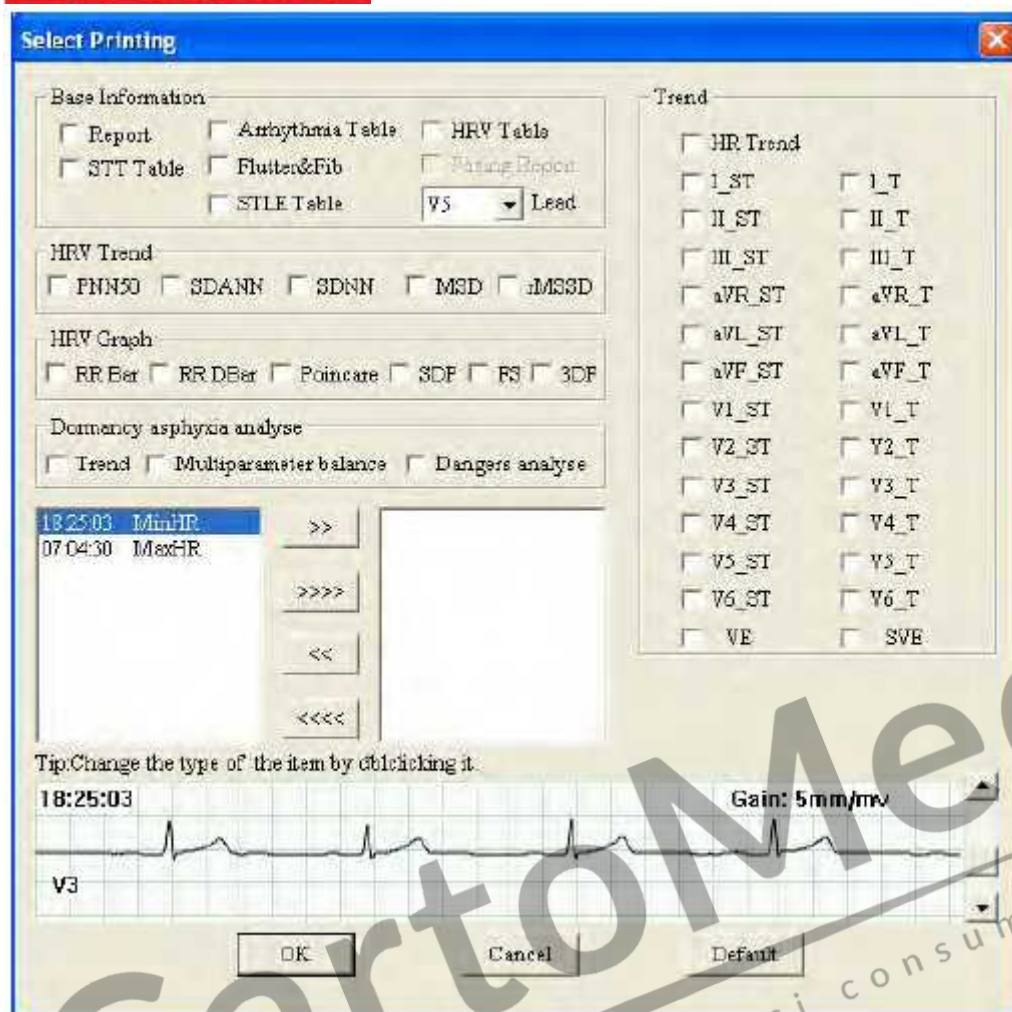 Select Printing
Base Information
Report Arrhythmia Table HRV Table
STT Table Flutter&Fib Pacing Report
STLE Table V5 Lead
HRV Trend
PNN50 SDANN SDNN MSD rMSSD
HRV Graph
RR Bar RR DBar Poincare SDF FS 3DF
Dormancy asphyxia analyse
Trend Multiparameter balance Dangers analyse
18:25:03 MinHR
07:04:30 MaxHR
>>
>>>>
<<
<<<<
Trend
HR Trend
I_ST I_T
II_ST II_T
III_ST III_T
aVR_ST aVR_T
aVL_ST aVL_T
aVF_ST aVF_T
V1_ST V1_T
V2_ST V2_T
V3_ST V3_T
V4_ST V4_T
V5_ST V5_T
V6_ST V6_T
VE SVE
Tip:Change the type of the item by dblclicking it.
18:25:03 Gain: 5mm/mv
V3
OK Cancel Default